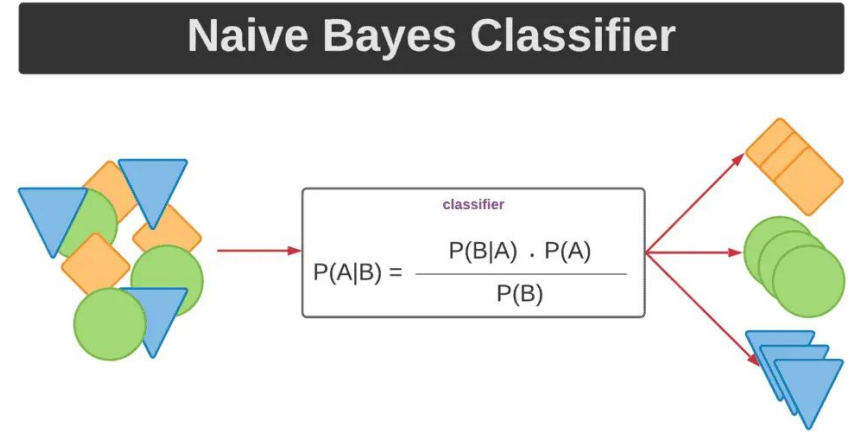 Naive Bayes Classifier
classifier
P(A|B) = P(B|A) . P(A)
P(B)